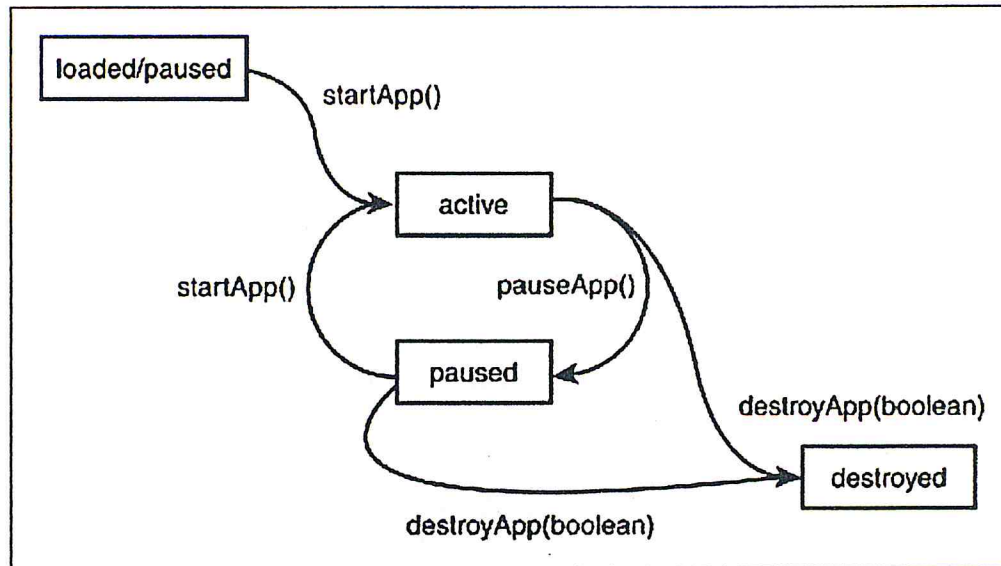 loaded/paused
startApp()
active
startApp()
pauseApp()
paused
destroyApp(boolean)
destroyed
destroyApp(boolean)